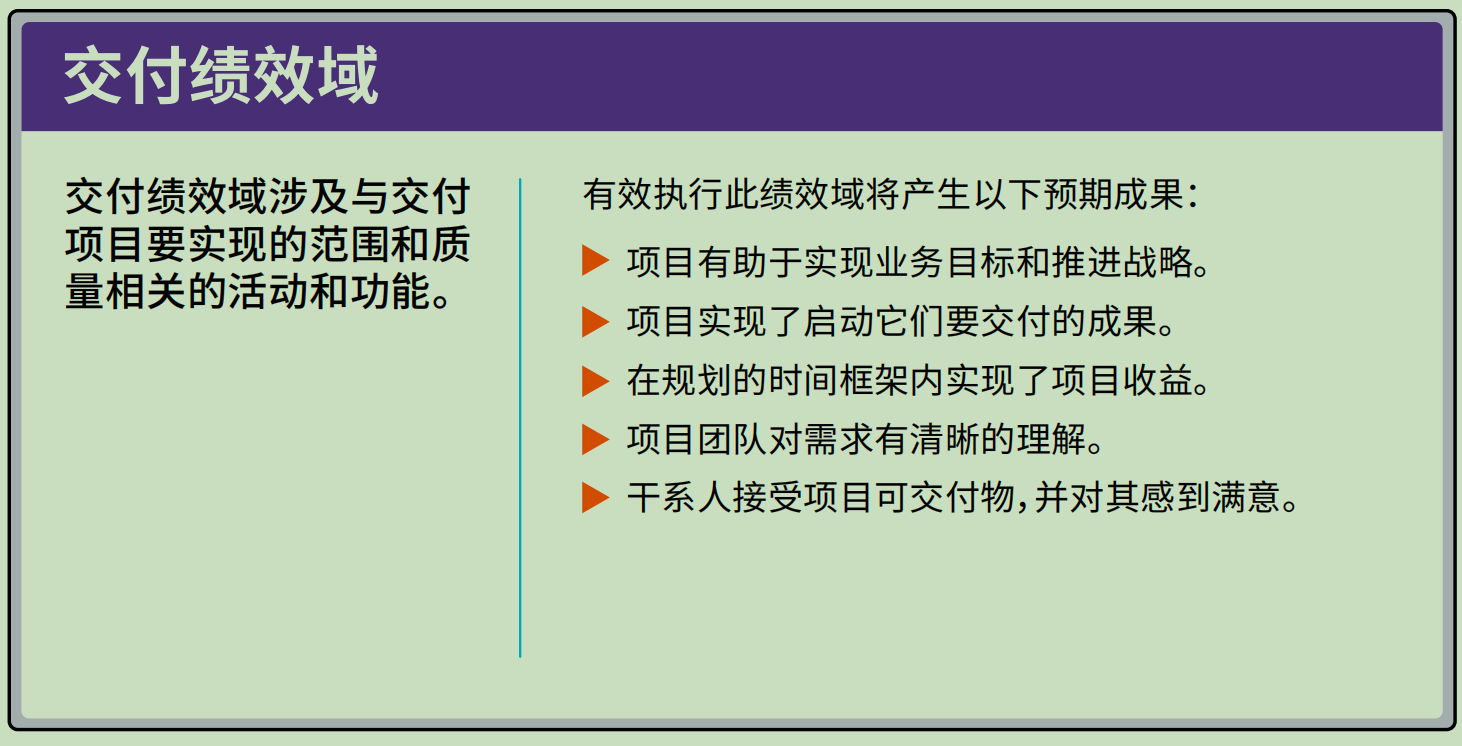 交付绩效域
交付绩效域涉及与交付
项目要实现的范围和质
量相关的活动和功能。
有效执行此绩效域将产生以下预期成果：
项目有助于实现业务目标和推进战略。
项目实现了启动它们要交付的成果。
在规划的时间框架内实现了项目收益。
项目团队对需求有清晰的理解。
干系人接受项目可交付物，并对其感到满意。